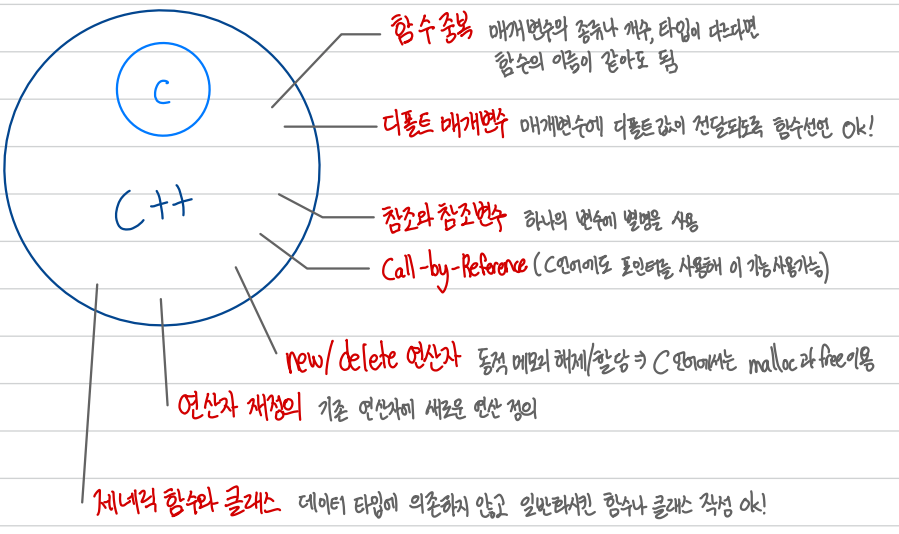 함수 중복 매개변수의 종류나 개수, 타입이 다르다면
함수의 이름이 같아도 됨
C
디폴트 매개변수 매개변수에 디폴트값이 전달되도록 함수선언 Ok!
C++
참조와 참조변수 하나의 변수에 별명을 사용
Call-by-Reference (C언어에도 포인터를 사용해 이 기능사용가능)
new/delete 연산자 동적 메모리 해제/할당 ⇒ C언어에서는 malloc과 free이용
연산자 재정의 기존 연산자에 새로운 연산 정의
제네릭 함수와 클래스 데이터 타입에 의존하지 않고 일반화시킨 함수나 클래스 작성 Ok!